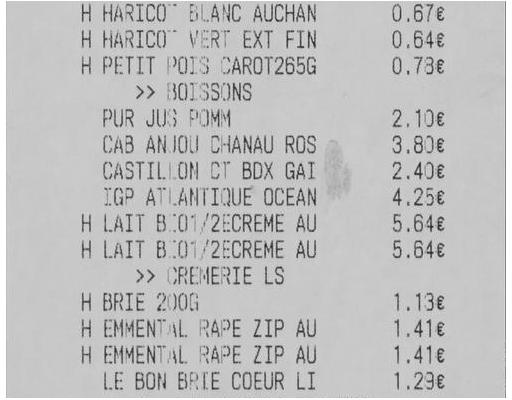 H HARICOT BLANC AUCHAN 0.67€
H HARICOT VERT EXT FIN 0.64€
H PETIT POIS CAROT265G 0.78€
>> BOISSONS
PUR JUS POMM 2.10€
CAB ANJOU CHANAU ROS 3.80€
CASTILLON CT BDX GAI 2.40€
IGP ATLANTIQUE OCEAN 4.25€
H LAIT BIO1/2ECREME AU 5.64€
H LAIT BIO1/2ECREME AU 5.64€
>> CREMERIE LS
H BRIE 200G 1.13€
H EMMENTAL RAPE ZIP AU 1.41€
H EMMENTAL RAPE ZIP AU 1.41€
LE BON BRIE COEUR LI 1.29€